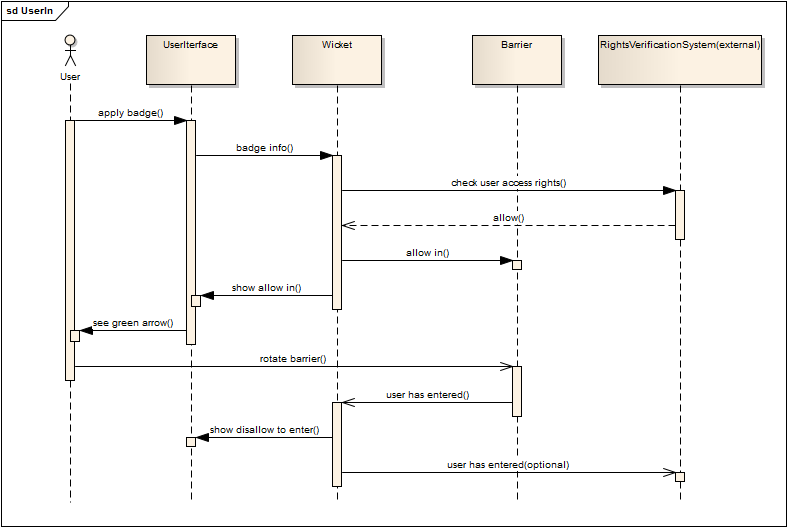 sd UserIn
User
UserIterface
Wicket
Barrier
RightsVerificationSystem(external)
apply badge()
badge info()
check user access rights()
allow()
allow in()
show allow in()
see green arrow()
rotate barrier()
user has entered()
show disallow to enter()
user has entered(optional)